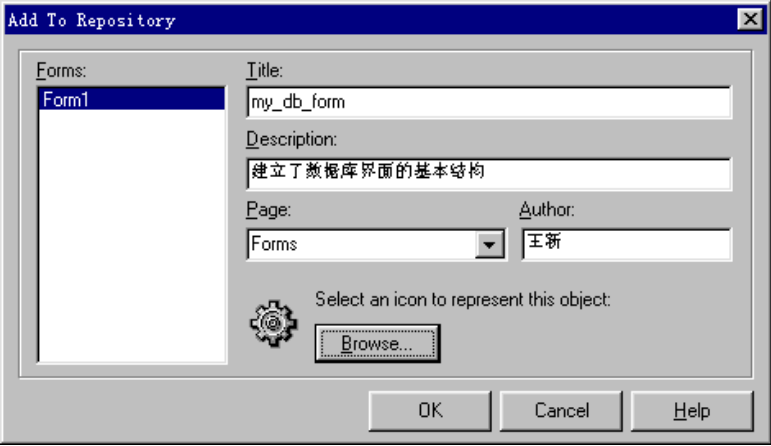 Add To Repository
Forms:
Form1
Title:
my_db_form
Description:
建立了数据库界面的基本结构
Page:
Forms
Author:
王新
Select an icon to represent this object:
Browse...
OK
Cancel
Help